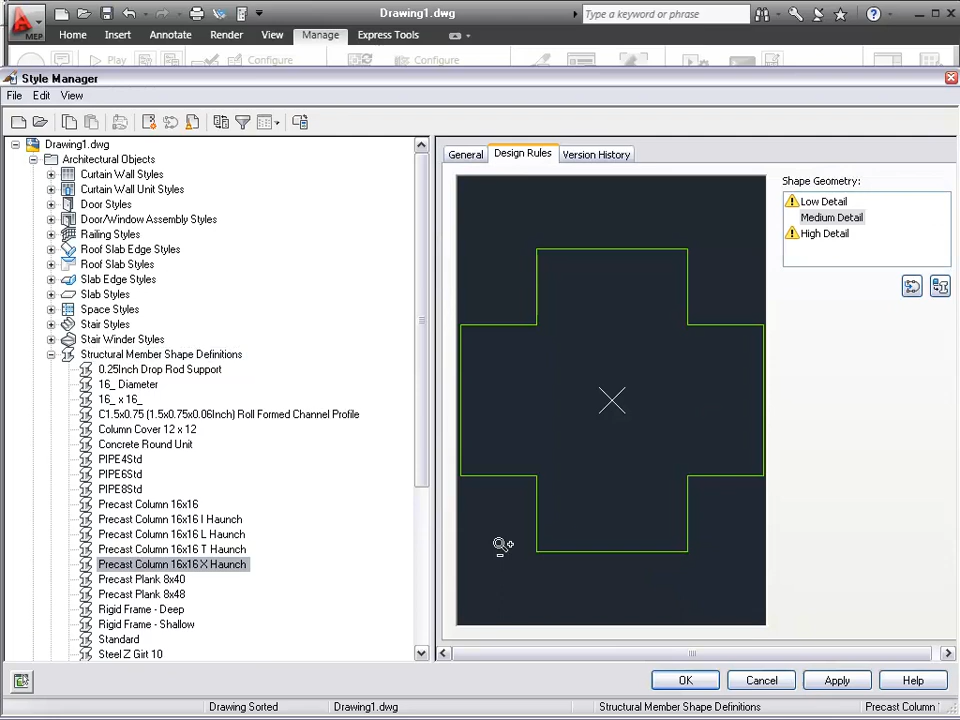 Drawing1.dwg
Type a keyword or phrase
MEP
Home
Insert
Annotate
Render
View
Manage
Express Tools
Play
Configure
Configure
Style Manager
File
Edit
View
Drawing1.dwg
Architectural Objects
Curtain Wall Styles
Curtain Wall Unit Styles
Door Styles
Door/Window Assembly Styles
Railing Styles
Roof Slab Edge Styles
Roof Slab Styles
Slab Edge Styles
Slab Styles
Space Styles
Stair Styles
Stair Winder Styles
Structural Member Shape Definitions
0.25Inch Drop Rod Support
16_ Diameter
16_ x 16_
C1.5x0.75 (1.5x0.75x0.06Inch) Roll Formed Channel Profile
Column Cover 12 x 12
Concrete Round Unit
PIPE4Std
PIPE6Std
PIPE8Std
Precast Column 16x16
Precast Column 16x16 I Haunch
Precast Column 16x16 L Haunch
Precast Column 16x16 T Haunch
Precast Column 16x16 X Haunch
Precast Plank 8x40
Precast Plank 8x48
Rigid Frame - Deep
Rigid Frame - Shallow
Standard
Steel Z Girt 10
General
Design Rules
Version History
Shape Geometry:
Low Detail
Medium Detail
High Detail
OK
Cancel
Apply
Help
Drawing Sorted
Drawing1.dwg
Structural Member Shape Definitions
Precast Column